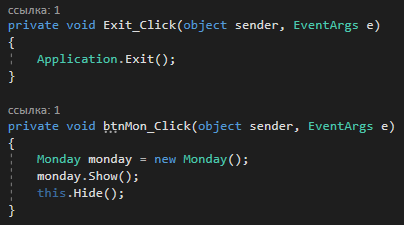 ссылка: 1
private void Exit_Click(object sender, EventArgs e)
{
Application.Exit();
}
ссылка: 1
private void btnMon_Click(object sender, EventArgs e)
{
Monday monday = new Monday();
monday.Show();
this.Hide();
}